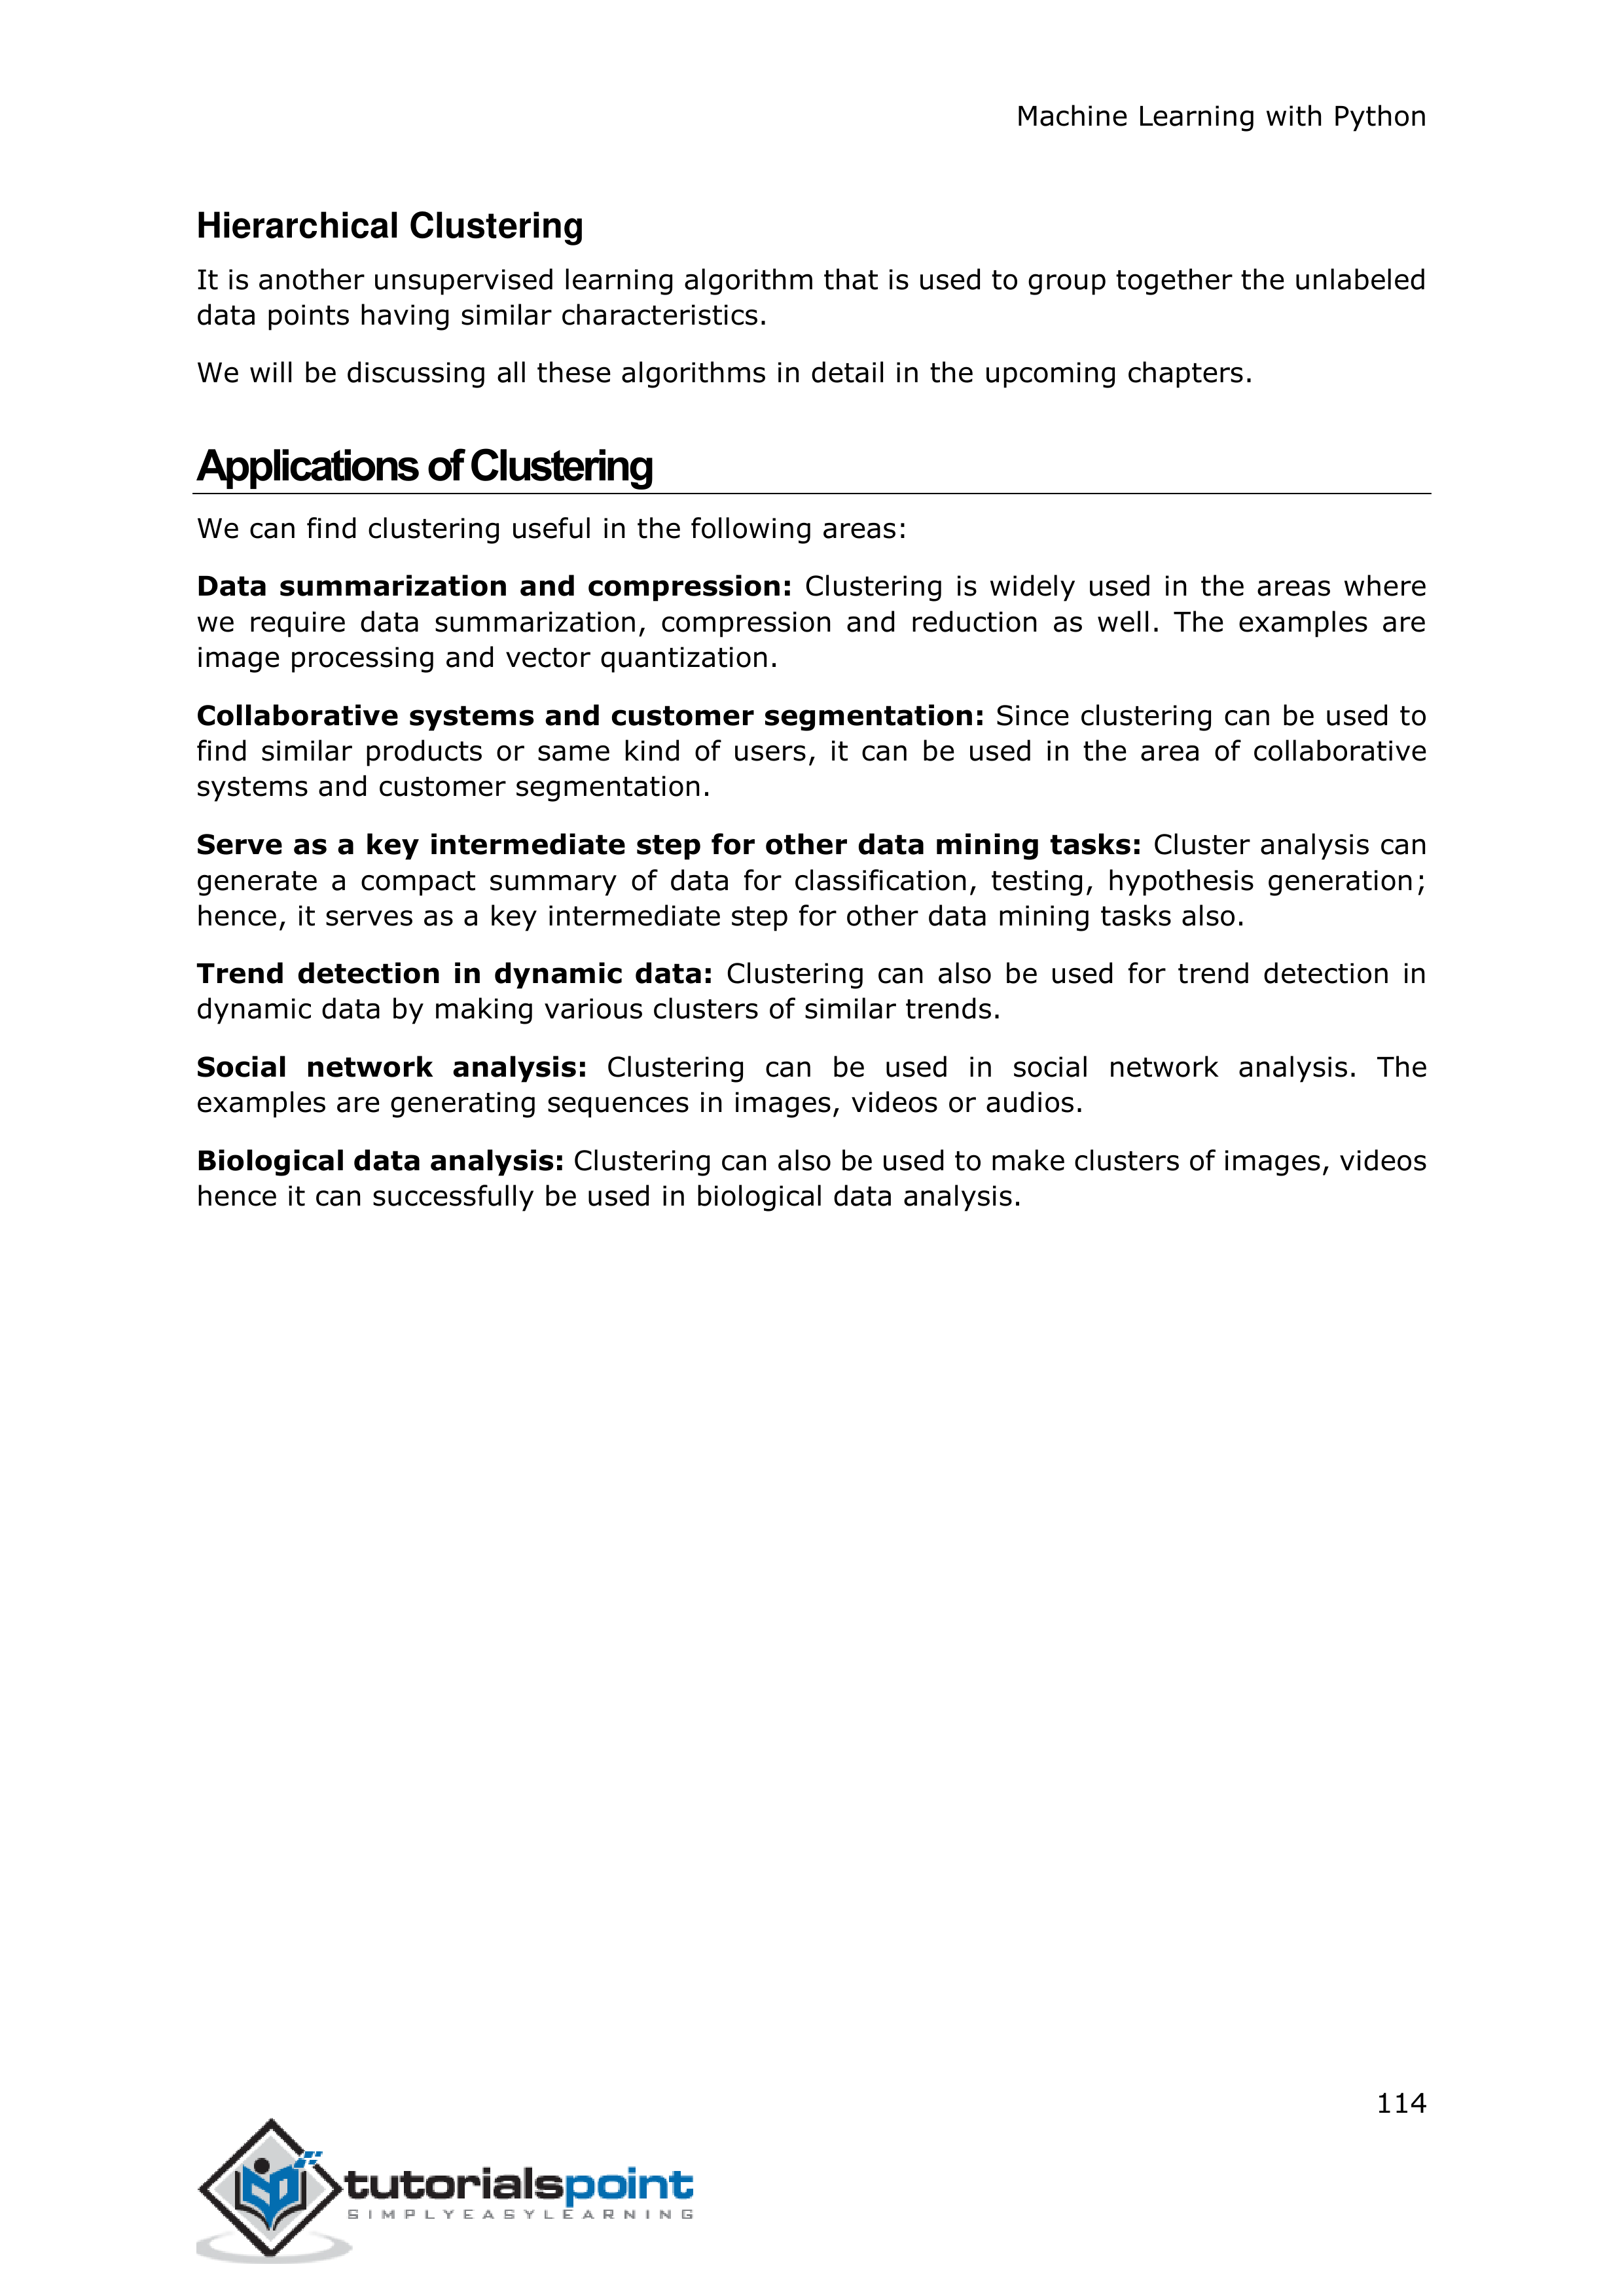 Machine Learning with Python
Hierarchical Clustering
It is another unsupervised learning algorithm that is used to group together the unlabeled
data points having similar characteristics.
We will be discussing all these algorithms in detail in the upcoming chapters.
Applications of Clustering
We can find clustering useful in the following areas:
Data summarization and compression: Clustering is widely used in the areas where
we require data summarization, compression and reduction as well. The examples are
image processing and vector quantization.
Collaborative systems and customer segmentation: Since clustering can be used to
find similar products or same kind of users, it can be used in the area of collaborative
systems and customer segmentation.
Serve as a key intermediate step for other data mining tasks: Cluster analysis can
generate a compact summary of data for classification, testing, hypothesis generation;
hence, it serves as a key intermediate step for other data mining tasks also.
Trend detection in dynamic data: Clustering can also be used for trend detection in
dynamic data by making various clusters of similar trends.
Social network analysis: Clustering can be used in social network analysis. The
examples are generating sequences in images, videos or audios.
Biological data analysis: Clustering can also be used to make clusters of images, videos
hence it can successfully be used in biological data analysis.
114
tutorialspoint
SIMPLYEASYLEARNING